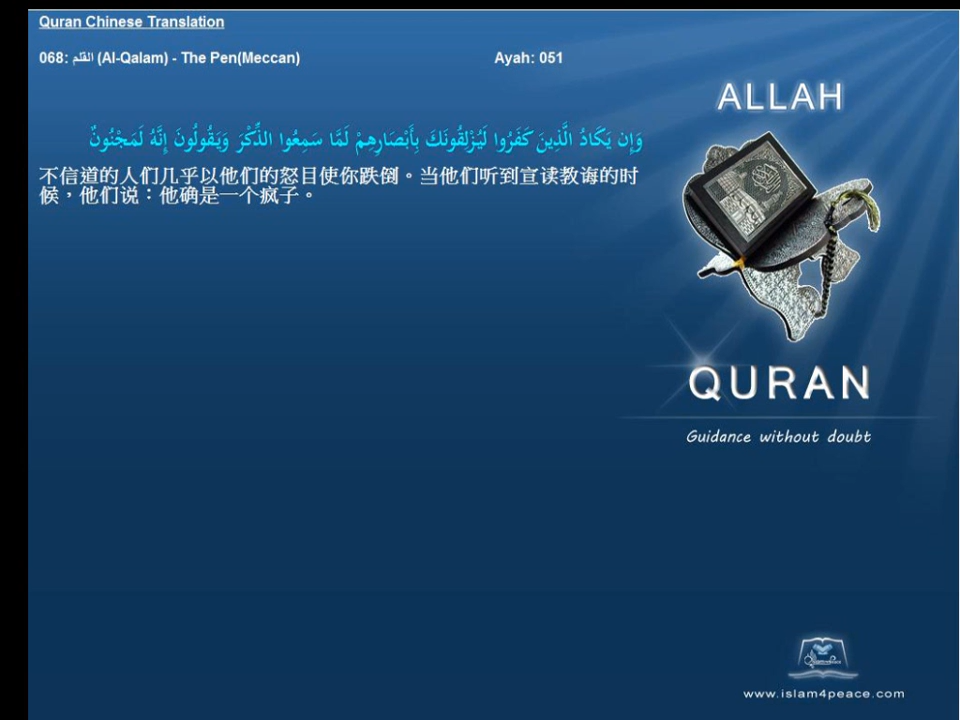 Quran Chinese Translation
068: القلم (Al-Qalam) - The Pen(Meccan) Ayah: 051
وَإِن يَكَادُ الَّذِينَ كَفَرُوا لَيُزْلِقُونَكَ بِأَبْصَارِهِمْ لَمَّا سَمِعُوا الذِّكْرَ وَيَقُولُونَ إِنَّهُ لَمَجْنُونٌ
不信道的人们几乎以他们的怒目使你跌倒。当他们听到宣读教诲的时
候，他们说：他确是一个疯子。
ALLAH
QURAN
Guidance without doubt
www.islam4peace.com